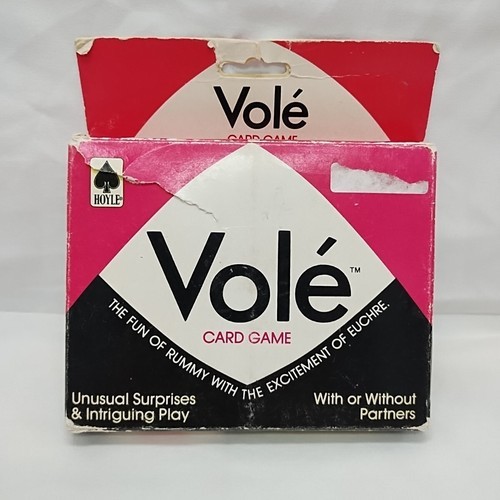 Volé
CARD GAME
HOYLE®
Volé™
CARD GAME
THE FUN OF RUMMY WITH THE EXCITEMENT OF EUCHRE.
Unusual Surprises
& Intriguing Play
With or Without
Partners